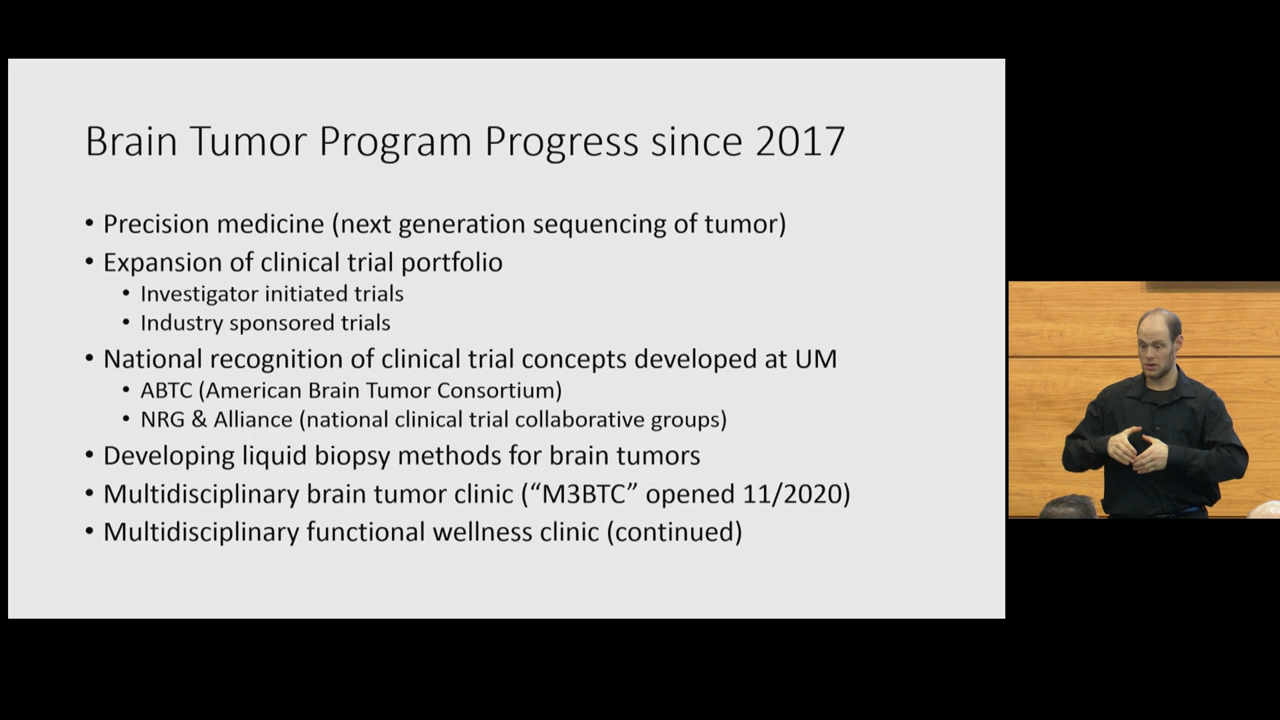 Brain Tumor Program Progress since 2017
• Precision medicine (next generation sequencing of tumor)
• Expansion of clinical trial portfolio
• Investigator initiated trials
• Industry sponsored trials
• National recognition of clinical trial concepts developed at UM
• ABTC (American Brain Tumor Consortium)
• NRG & Alliance (national clinical trial collaborative groups)
• Developing liquid biopsy methods for brain tumors
• Multidisciplinary brain tumor clinic (“M3BTC” opened 11/2020)
• Multidisciplinary functional wellness clinic (continued)